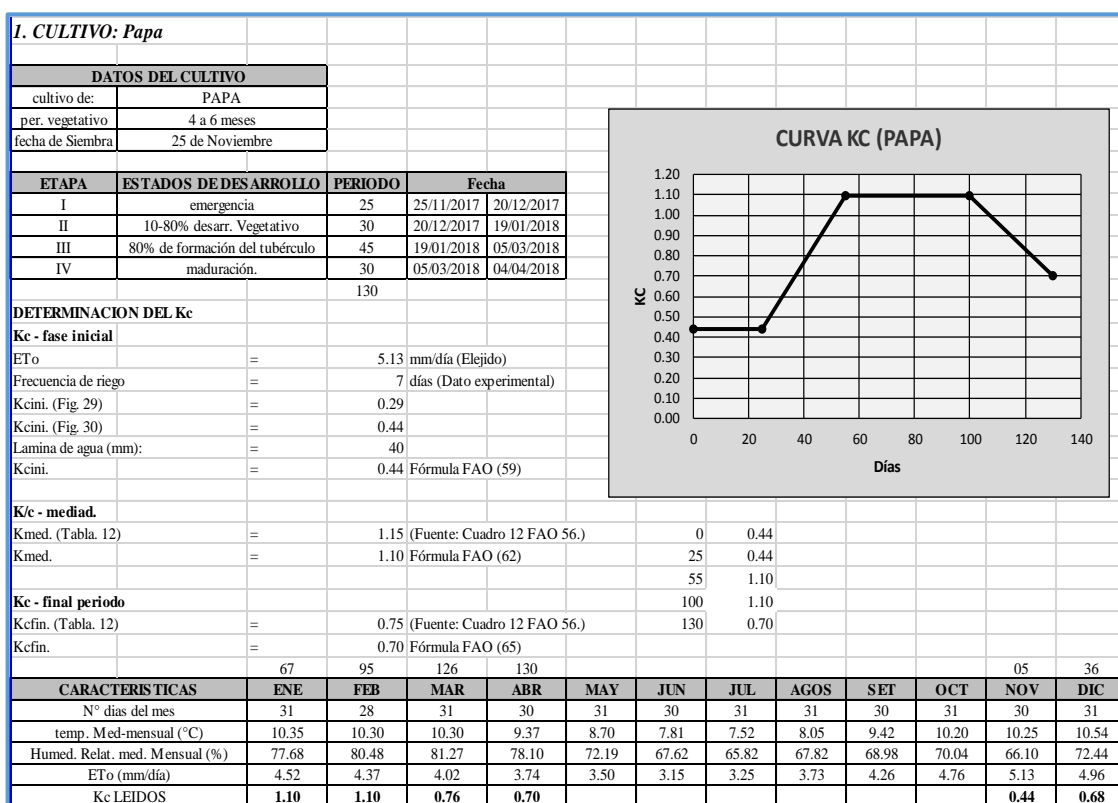 1. CULTIVO: Papa
DATOS DEL CULTIVO
cultivo de: PAPA
per. vegetativo 4 a 6 meses
fecha de Siembra 25 de Noviembre
ETAPA ESTADOS DE DESARROLLO PERIODO Fecha
I emergencia 25 25/11/2017 20/12/2017
II 10-80% desarr. Vegetativo 30 20/12/2017 19/01/2018
III 80% de formación del tubérculo 45 19/01/2018 05/03/2018
IV maduración. 30 05/03/2018 04/04/2018
130
CURVA KC (PAPA)
KC
1.20
1.10
1.00
0.90
0.80
0.70
0.60
0.50
0.40
0.30
0.20
0.10
0.00
0 20 40 60 80 100 120 140
Días
DETERMINACION DEL Kc
Kc - fase inicial
ETo = 5.13 mm/día (Elejido)
Frecuencia de riego = 7 días (Dato experimental)
Kcini. (Fig. 29) = 0.29
Kcini. (Fig. 30) = 0.44
Lamina de agua (mm): = 40
Kcini. = 0.44 Fórmula FAO (59)
K/c - mediad.
Kmed. (Tabla. 12) = 1.15 (Fuente: Cuadro 12 FAO 56.) 0 0.44
Kmed. = 1.10 Fórmula FAO (62) 25 0.44
55 1.10
Kc - final periodo 100 1.10
Kcfin. (Tabla. 12) = 0.75 (Fuente: Cuadro 12 FAO 56.) 130 0.70
Kcfin. = 0.70 Fórmula FAO (65)
67 95 126 130 05 36
CARACTERISTICAS ENE FEB MAR ABR MAY JUN JUL AGOS SET OCT NOV DIC
N° dias del mes 31 28 31 30 31 30 31 31 30 31 30 31
temp. Med-mensual (°C) 10.35 10.30 10.30 9.37 8.70 7.81 7.52 8.05 9.42 10.20 10.25 10.54
Humed. Relat. med. Mensual (%) 77.68 80.48 81.27 78.10 72.19 67.62 65.82 67.82 68.98 70.04 66.10 72.44
ETo (mm/día) 4.52 4.37 4.02 3.74 3.50 3.15 3.25 3.73 4.26 4.76 5.13 4.96
Kc LEIDOS 1.10 1.10 0.76 0.70 0.44 0.68